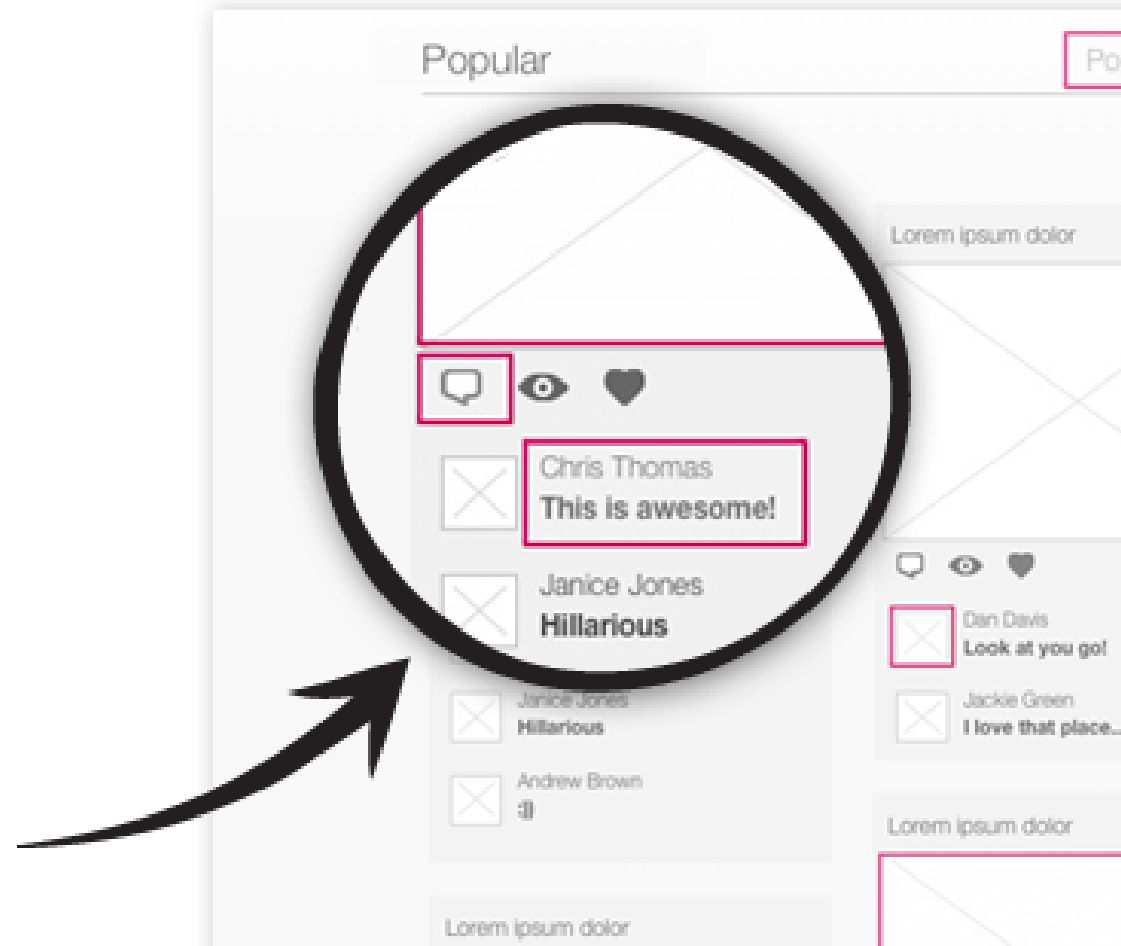 Popular
Po
Chris Thomas
This is awesome!
Janice Jones
Hillarious
Janice Jones
Hillarious
Andrew Brown
:))
Lorem ipsum dolor
Lorem ipsum dolor
Dan Davis
Look at you go!
Jackie Green
I love that place...
Lorem ipsum dolor